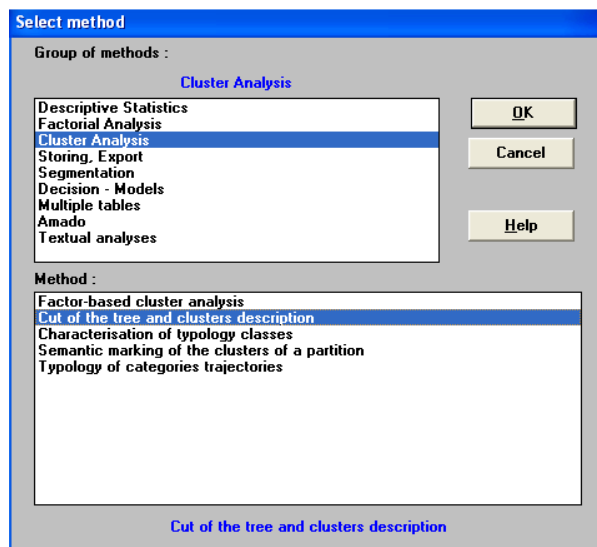 Select method
Group of methods :
Cluster Analysis
Descriptive Statistics
Factorial Analysis
Cluster Analysis
Storing, Export
Segmentation
Decision - Models
Multiple tables
Amado
Textual analyses
OK
Cancel
Help
Method :
Factor-based cluster analysis
Cut of the tree and clusters description
Characterisation of typology classes
Semantic marking of the clusters of a partition
Typology of categories trajectories
Cut of the tree and clusters description